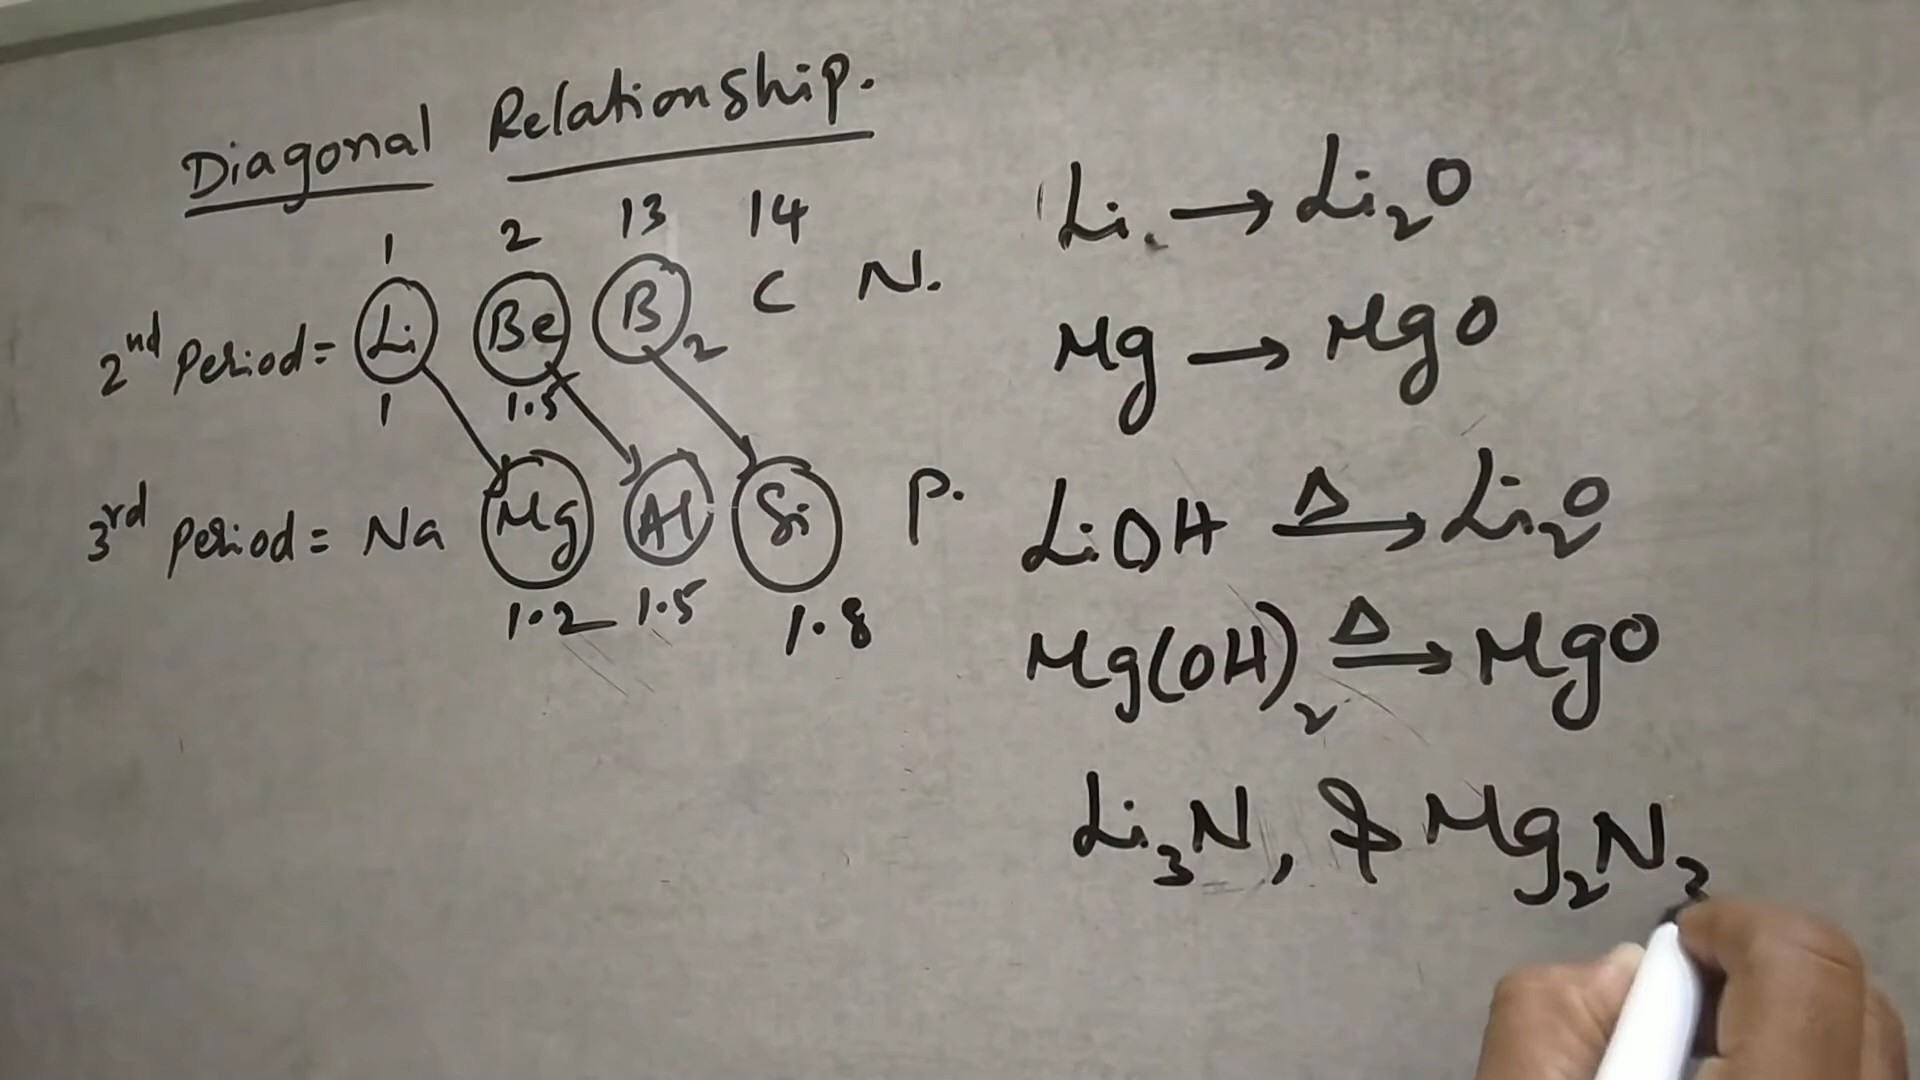 Diagonal Relationship.
1 2 13 14
2nd Period = Li Be B C N.
1 1.5 2
3rd period = Na Mg Al Si P.
1.2 1.5 1.8
Li → Li2O
Mg → MgO
LiOH Δ→ Li2O
Mg(OH)2 Δ→ MgO
Li3N, & Mg2N3